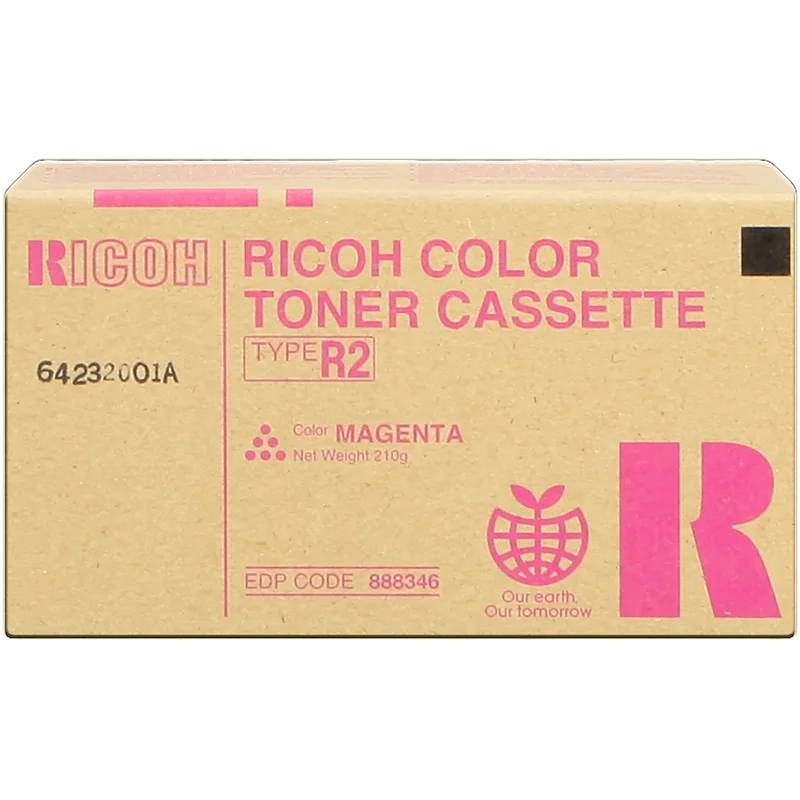 RICOH
RICOH COLOR
TONER CASSETTE
TYPE R2
64232001A
Color MAGENTA
Net Weight 210g
EDP CODE 888346
Our earth,
Our tomorrow
R